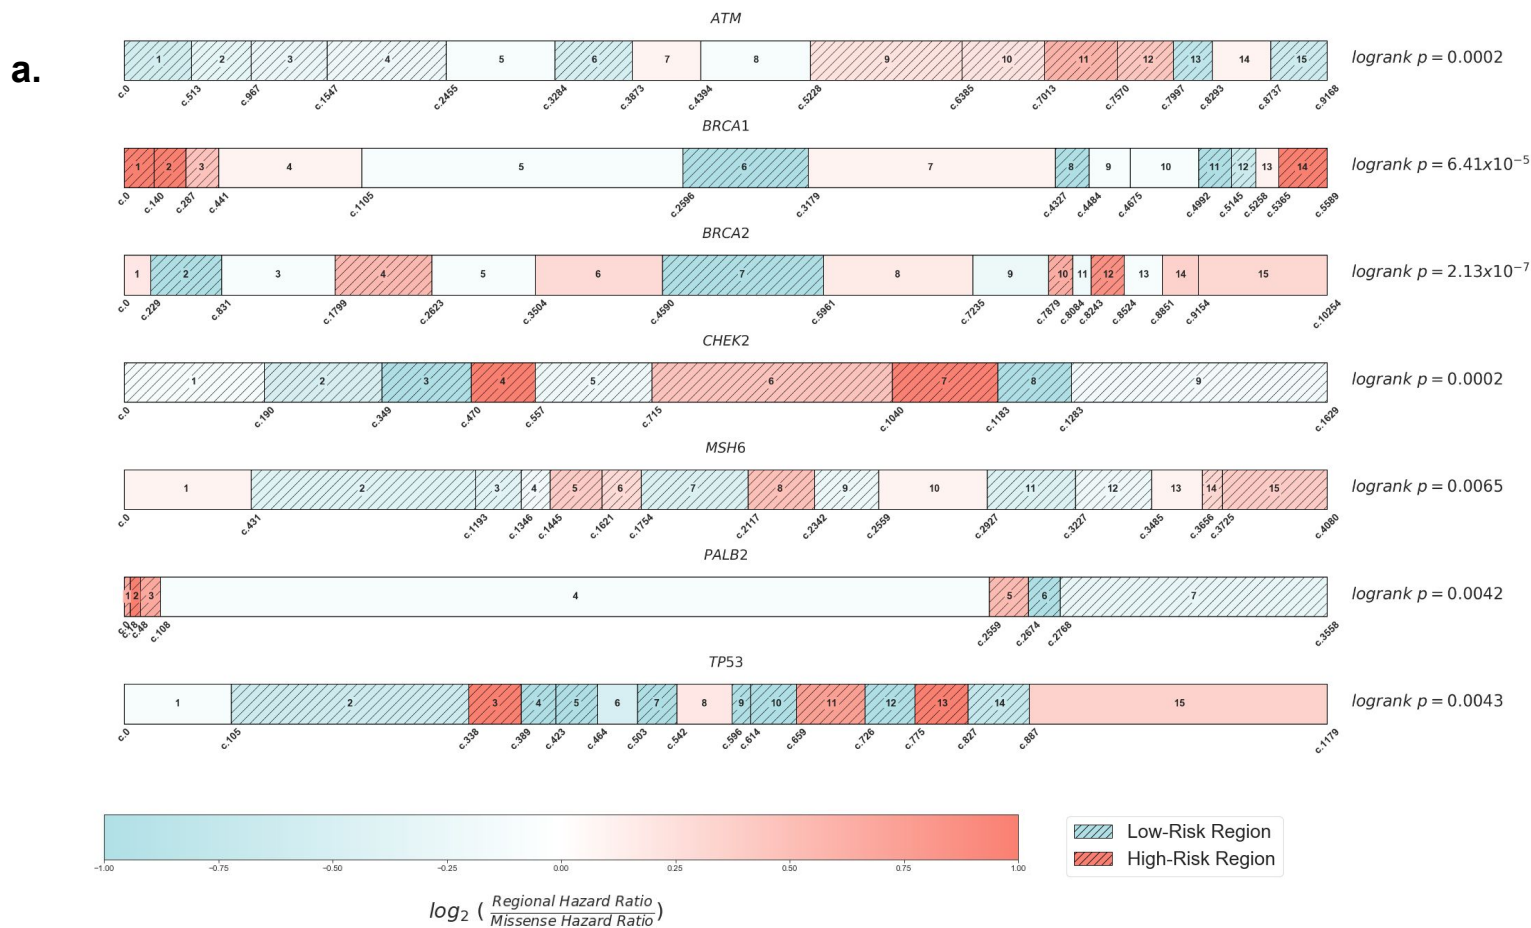 a.
ATM
1 2 3 4 5 6 7 8 9 10 11 12 13 14 15
logrank p = 0.0002
c.0 c.513 c.967 c.1547 c.2455 c.3284 c.3873 c.4394 c.5228 c.6385 c.7013 c.7570 c.7997 c.8293 c.8737 c.9168
BRCA1
1 2 3 4 5 6 7 8 9 10 11 12 13 14
logrank p = 6.41x10⁻⁵
c.0 c.140 c.287 c.441 c.1105 c.2596 c.3179 c.4327 c.4484 c.4675 c.4992 c.5145 c.5258 c.5365 c.5589
BRCA2
1 2 3 4 5 6 7 8 9 10 11 12 13 14 15
logrank p = 2.13x10⁻⁷
c.0 c.229 c.831 c.1799 c.2623 c.3504 c.4590 c.5961 c.7235 c.7879 c.8084 c.8243 c.8524 c.8851 c.9154 c.10254
CHEK2
1 2 3 4 5 6 7 8 9
logrank p = 0.0002
c.0 c.190 c.349 c.470 c.557 c.715 c.1040 c.1183 c.1283 c.1629
MSH6
1 2 3 4 5 6 7 8 9 10 11 12 13 14 15
logrank p = 0.0065
c.0 c.431 c.1193 c.1346 c.1445 c.1621 c.1754 c.2117 c.2342 c.2559 c.2927 c.3227 c.3485 c.3656 c.3725 c.4080
PALB2
1 2 3 4 5 6 7
logrank p = 0.0042
c.0 c.18 c.48 c.108 c.2559 c.2674 c.2768 c.3558
TP53
1 2 3 4 5 6 7 8 9 10 11 12 13 14 15
logrank p = 0.0043
c.0 c.105 c.338 c.389 c.423 c.464 c.503 c.542 c.596 c.614 c.659 c.726 c.775 c.827 c.887 c.1179
−1.00 −0.75 −0.50 −0.25 0.00 0.25 0.50 0.75 1.00
log₂ ( Regional Hazard Ratio / Missense Hazard Ratio )
Low-Risk Region
High-Risk Region